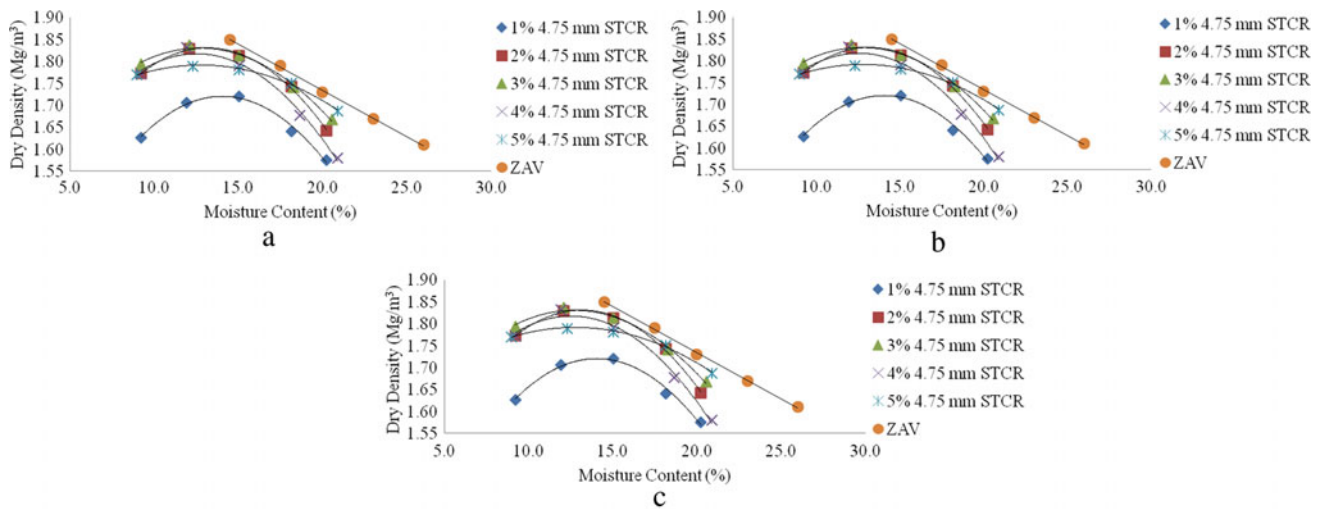 1.90
1.85
1.80
1.75
1.70
1.65
1.60
1.55
Dry Density (Mg/m³)
5.0 10.0 15.0 20.0 25.0 30.0
Moisture Content (%)
1% 4.75 mm STCR
2% 4.75 mm STCR
3% 4.75 mm STCR
4% 4.75 mm STCR
5% 4.75 mm STCR
ZAV
a
1.90
1.85
1.80
1.75
1.70
1.65
1.60
1.55
Dry Density (Mg/m³)
5.0 10.0 15.0 20.0 25.0 30.0
Moisture Content (%)
1% 4.75 mm STCR
2% 4.75 mm STCR
3% 4.75 mm STCR
4% 4.75 mm STCR
5% 4.75 mm STCR
ZAV
b
1.90
1.85
1.80
1.75
1.70
1.65
1.60
1.55
Dry Density (Mg/m³)
5.0 10.0 15.0 20.0 25.0 30.0
Moisture Content (%)
1% 4.75 mm STCR
2% 4.75 mm STCR
3% 4.75 mm STCR
4% 4.75 mm STCR
5% 4.75 mm STCR
ZAV
c